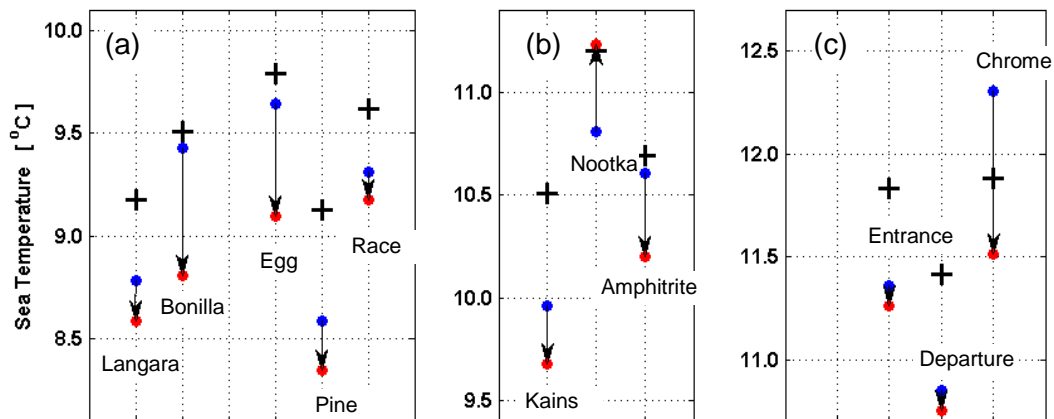 10.0
(a)
9.5
9.0
8.5
Sea Temperature [ ⁰C]
Langara
Bonilla
Egg
Pine
Race
(b)
11.0
10.5
10.0
9.5
Nootka
Amphitrite
Kains
(c)
12.5
12.0
11.5
11.0
Chrome
Entrance
Departure